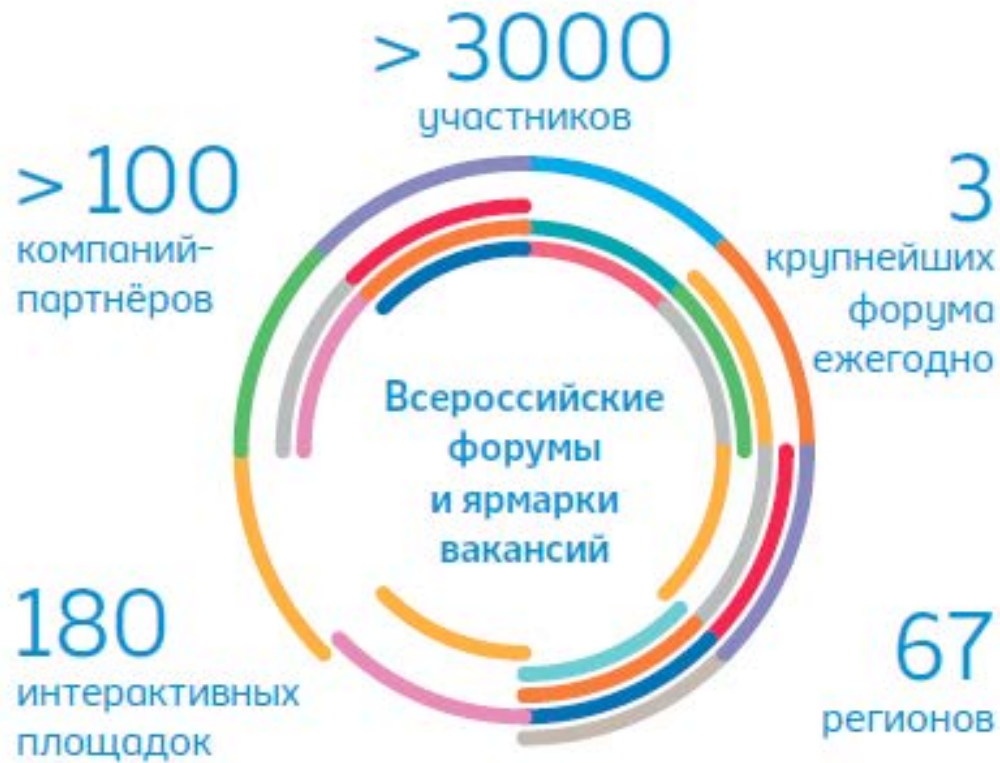 > 3000
участников
> 100
компаний-
партнёров
3
крупнейших
форума
ежегодно
Всероссийские
форумы
и ярмарки
вакансий
180
интерактивных
площадок
67
регионов